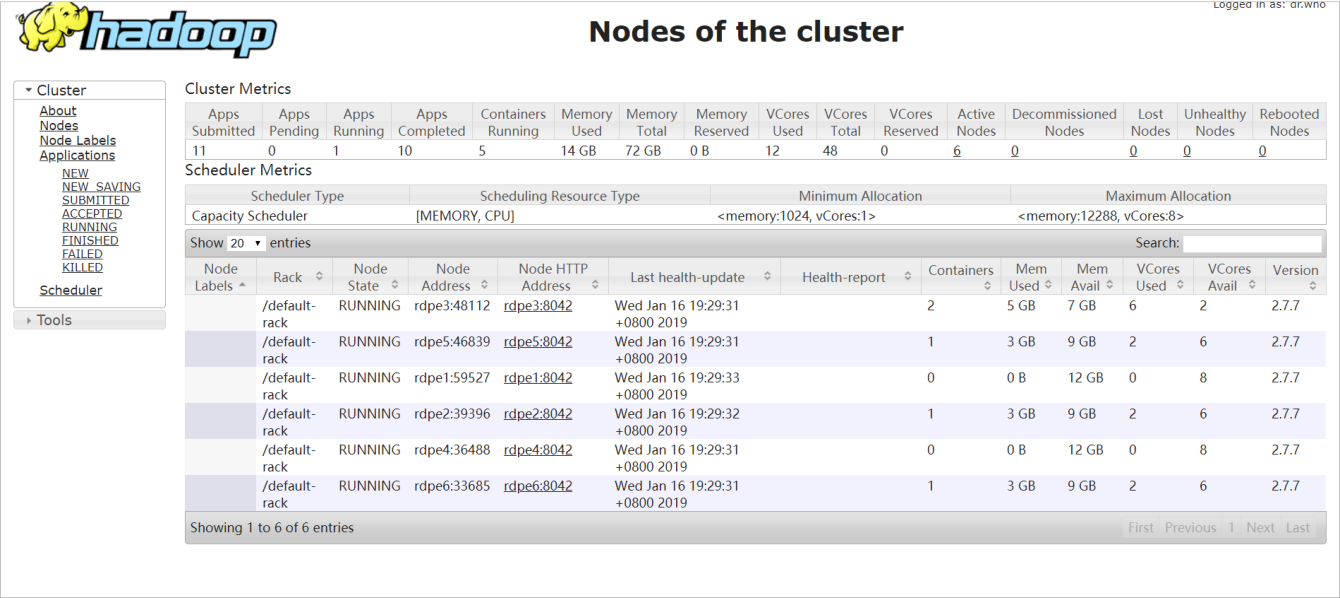 Logged in as: dr.who
hadoop
Nodes of the cluster
Cluster
About
Nodes
Node Labels
Applications
NEW
NEW_SAVING
SUBMITTED
ACCEPTED
RUNNING
FINISHED
FAILED
KILLED
Scheduler
Tools
Cluster Metrics
Apps Submitted Apps Pending Apps Running Apps Completed Containers Running Memory Used Memory Total Memory Reserved VCores Used VCores Total VCores Reserved Active Nodes Decommissioned Nodes Lost Nodes Unhealthy Nodes Rebooted Nodes
11 0 1 10 5 14 GB 72 GB 0 B 12 48 0 6 0 0 0 0
Scheduler Metrics
Scheduler Type Scheduling Resource Type Minimum Allocation Maximum Allocation
Capacity Scheduler [MEMORY, CPU] <memory:1024, vCores:1> <memory:12288, vCores:8>
Show 20 entries Search:
Node Labels Rack Node State Node Address Node HTTP Address Last health-update Health-report Containers Mem Used Mem Avail VCores Used VCores Avail Version
/default-rack RUNNING rdpe3:48112 rdpe3:8042 Wed Jan 16 19:29:31 +0800 2019 2 5 GB 7 GB 6 2 2.7.7
/default-rack RUNNING rdpe5:46839 rdpe5:8042 Wed Jan 16 19:29:31 +0800 2019 1 3 GB 9 GB 2 6 2.7.7
/default-rack RUNNING rdpe1:59527 rdpe1:8042 Wed Jan 16 19:29:33 +0800 2019 0 0 B 12 GB 0 8 2.7.7
/default-rack RUNNING rdpe2:39396 rdpe2:8042 Wed Jan 16 19:29:32 +0800 2019 1 3 GB 9 GB 2 6 2.7.7
/default-rack RUNNING rdpe4:36488 rdpe4:8042 Wed Jan 16 19:29:31 +0800 2019 0 0 B 12 GB 0 8 2.7.7
/default-rack RUNNING rdpe6:33685 rdpe6:8042 Wed Jan 16 19:29:31 +0800 2019 1 3 GB 9 GB 2 6 2.7.7
Showing 1 to 6 of 6 entries First Previous 1 Next Last